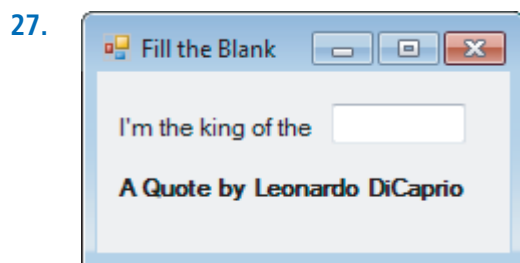 27.
Fill the Blank
I'm the king of the
A Quote by Leonardo DiCaprio